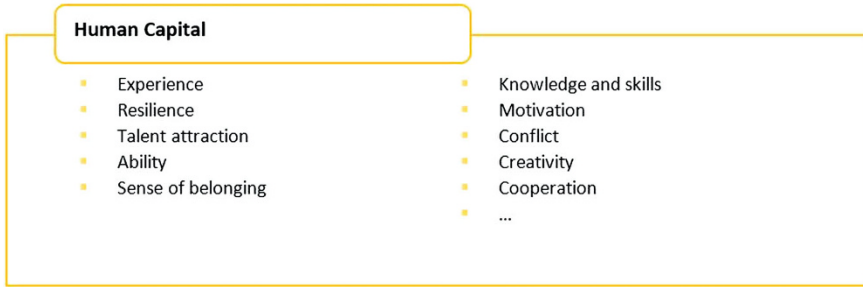 Human Capital
Experience
Resilience
Talent attraction
Ability
Sense of belonging
Knowledge and skills
Motivation
Conflict
Creativity
Cooperation
...